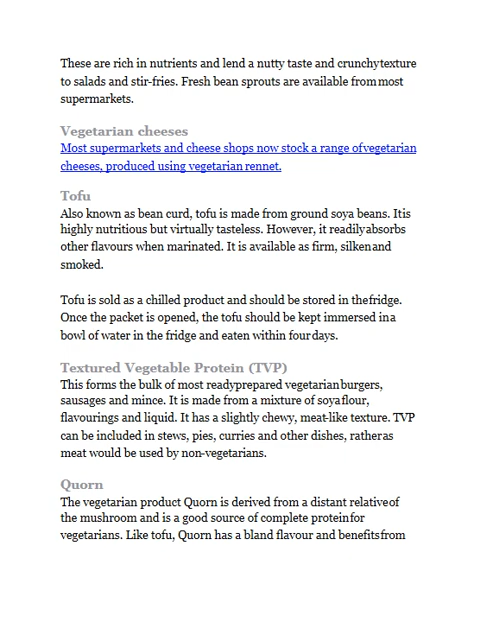 These are rich in nutrients and lend a nutty taste and crunchytexture
to salads and stir-fries. Fresh bean sprouts are available frommost
supermarkets.
Vegetarian cheeses
Most supermarkets and cheese shops now stock a range ofvegetarian
cheeses, produced using vegetarian rennet.
Tofu
Also known as bean curd, tofu is made from ground soya beans. Itis
highly nutritious but virtually tasteless. However, it readilyabsorbs
other flavours when marinated. It is available as firm, silkenand
smoked.
Tofu is sold as a chilled product and should be stored in thefridge.
Once the packet is opened, the tofu should be kept immersed ina
bowl of water in the fridge and eaten within fourdays.
Textured Vegetable Protein (TVP)
This forms the bulk of most readyprepared vegetarianburgers,
sausages and mince. It is made from a mixture of soyaflour,
flavourings and liquid. It has a slightly chewy, meat-like texture. TVP
can be included in stews, pies, curries and other dishes, ratheras
meat would be used by non-vegetarians.
Quorn
The vegetarian product Quorn is derived from a distant relativeof
the mushroom and is a good source of complete proteinfor
vegetarians. Like tofu, Quorn has a bland flavour and benefitsfrom